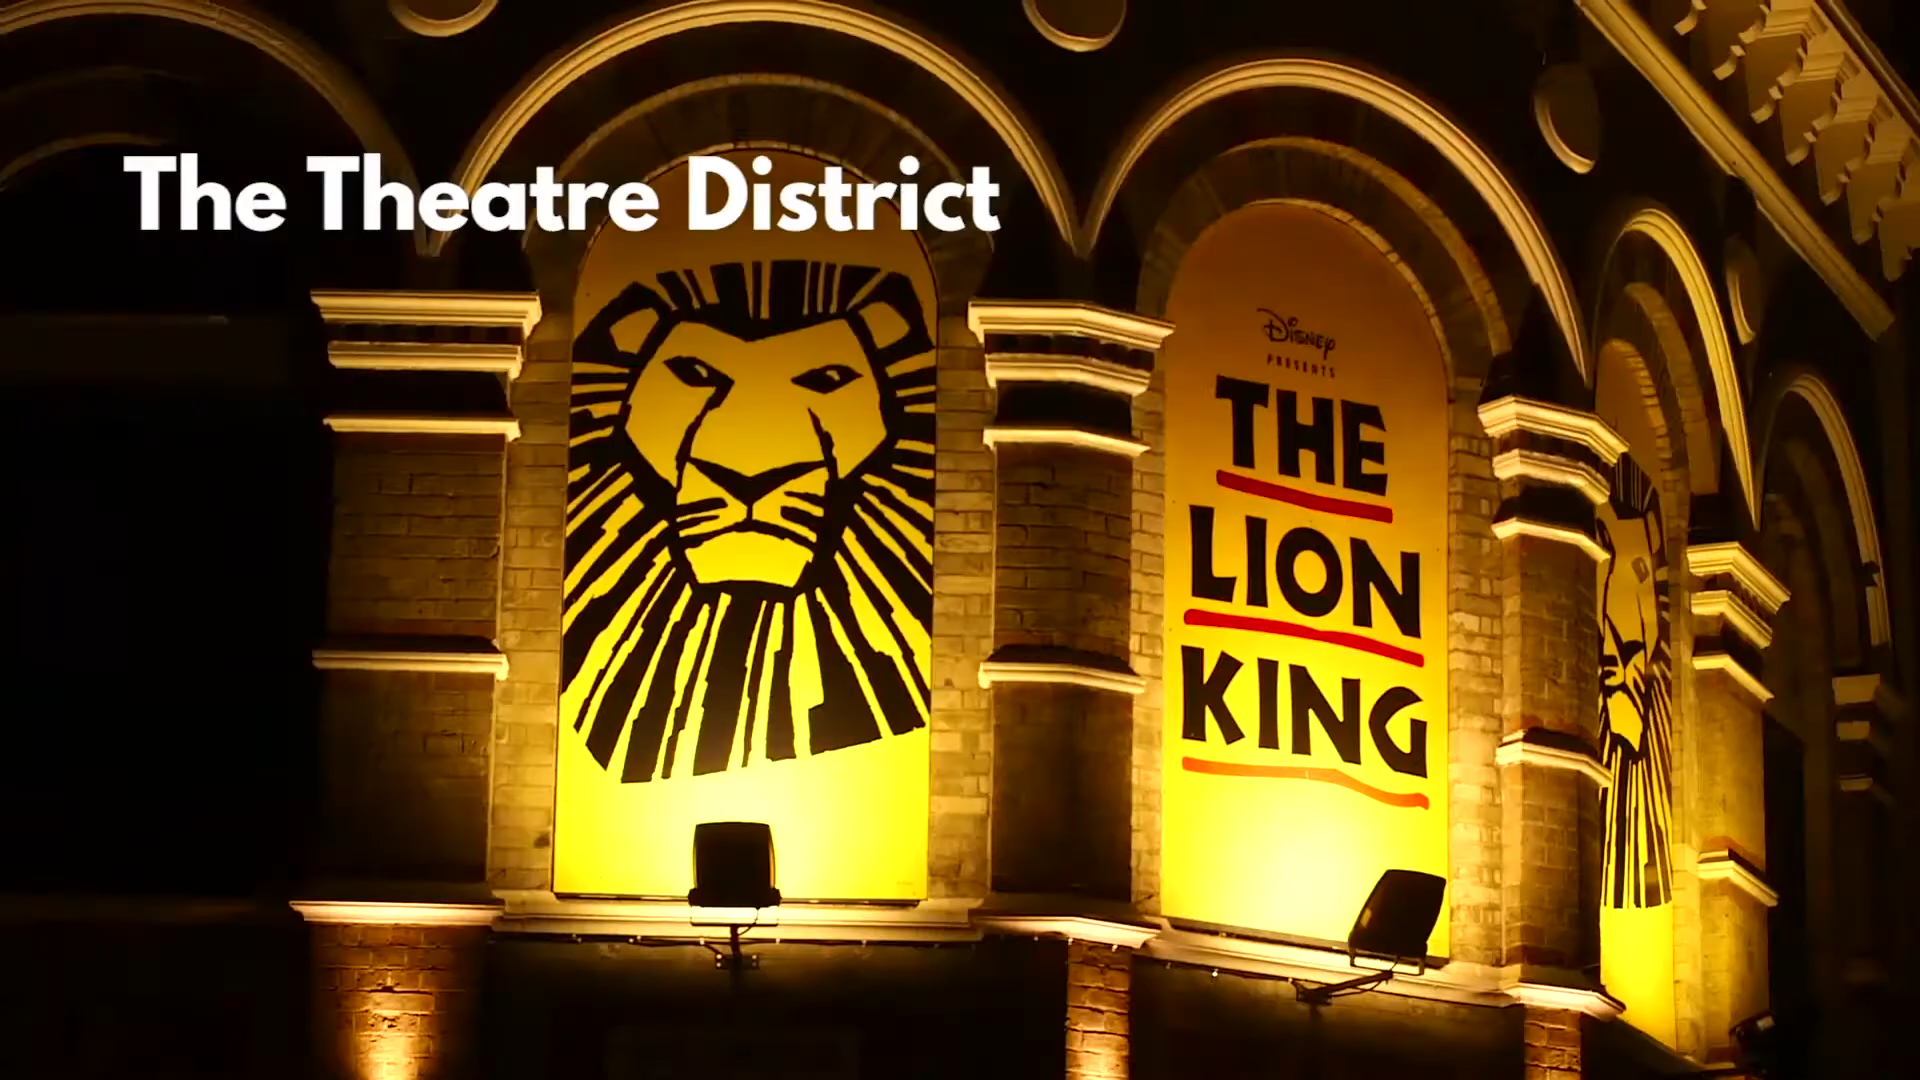 The Theatre District
DISNEY
PRESENTS
THE
LION
KING